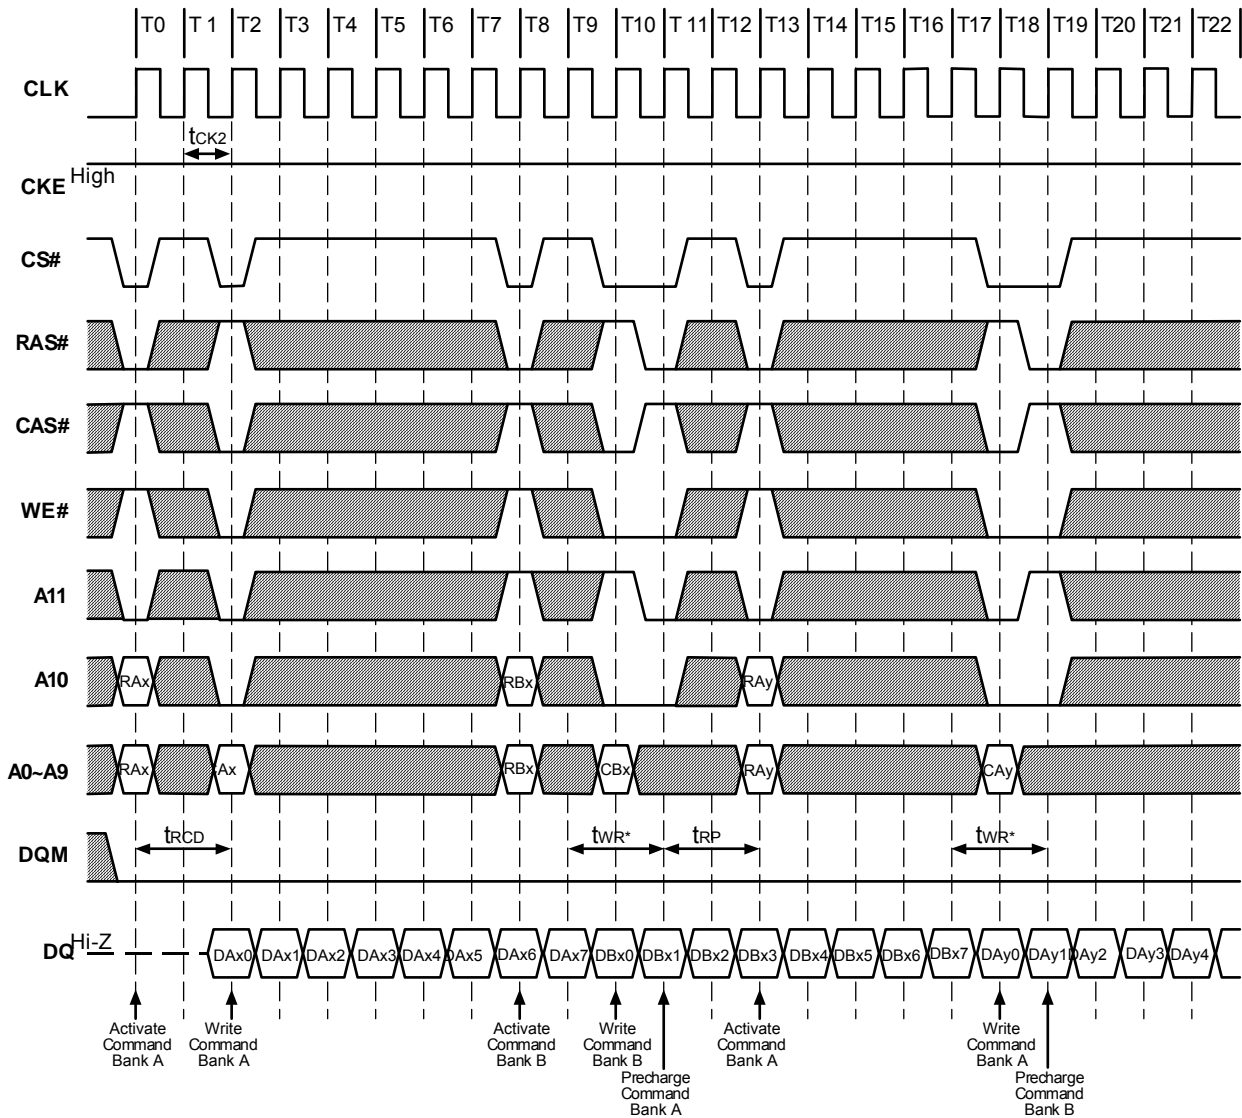 T0 T 1 T2 T3 T4 T5 T6 T7 T8 T9 T10 T 11 T12 T13 T14 T15 T16 T17 T18 T19 T20 T21 T22
CLK
tCK2
CKE High
CS#
RAS#
CAS#
WE#
A11
A10 RAx RBx RAy
A0~A9 RAx Ax RBx CBx RAy CAy
DQM tRCD tWR* tRP tWR*
DQ Hi-Z DAx0 DAx1 DAx2 DAx3 DAx4 DAx5 DAx6 DAx7 DBx0 DBx1 DBx2 DBx3 DBx4 DBx5 DBx6 DBx7 DAy0 DAy1 DAy2 DAy3 DAy4
Activate
Command
Bank A
Write
Command
Bank A
Activate
Command
Bank B
Write
Command
Bank B
Precharge
Command
Bank A
Activate
Command
Bank A
Write
Command
Bank A
Precharge
Command
Bank B